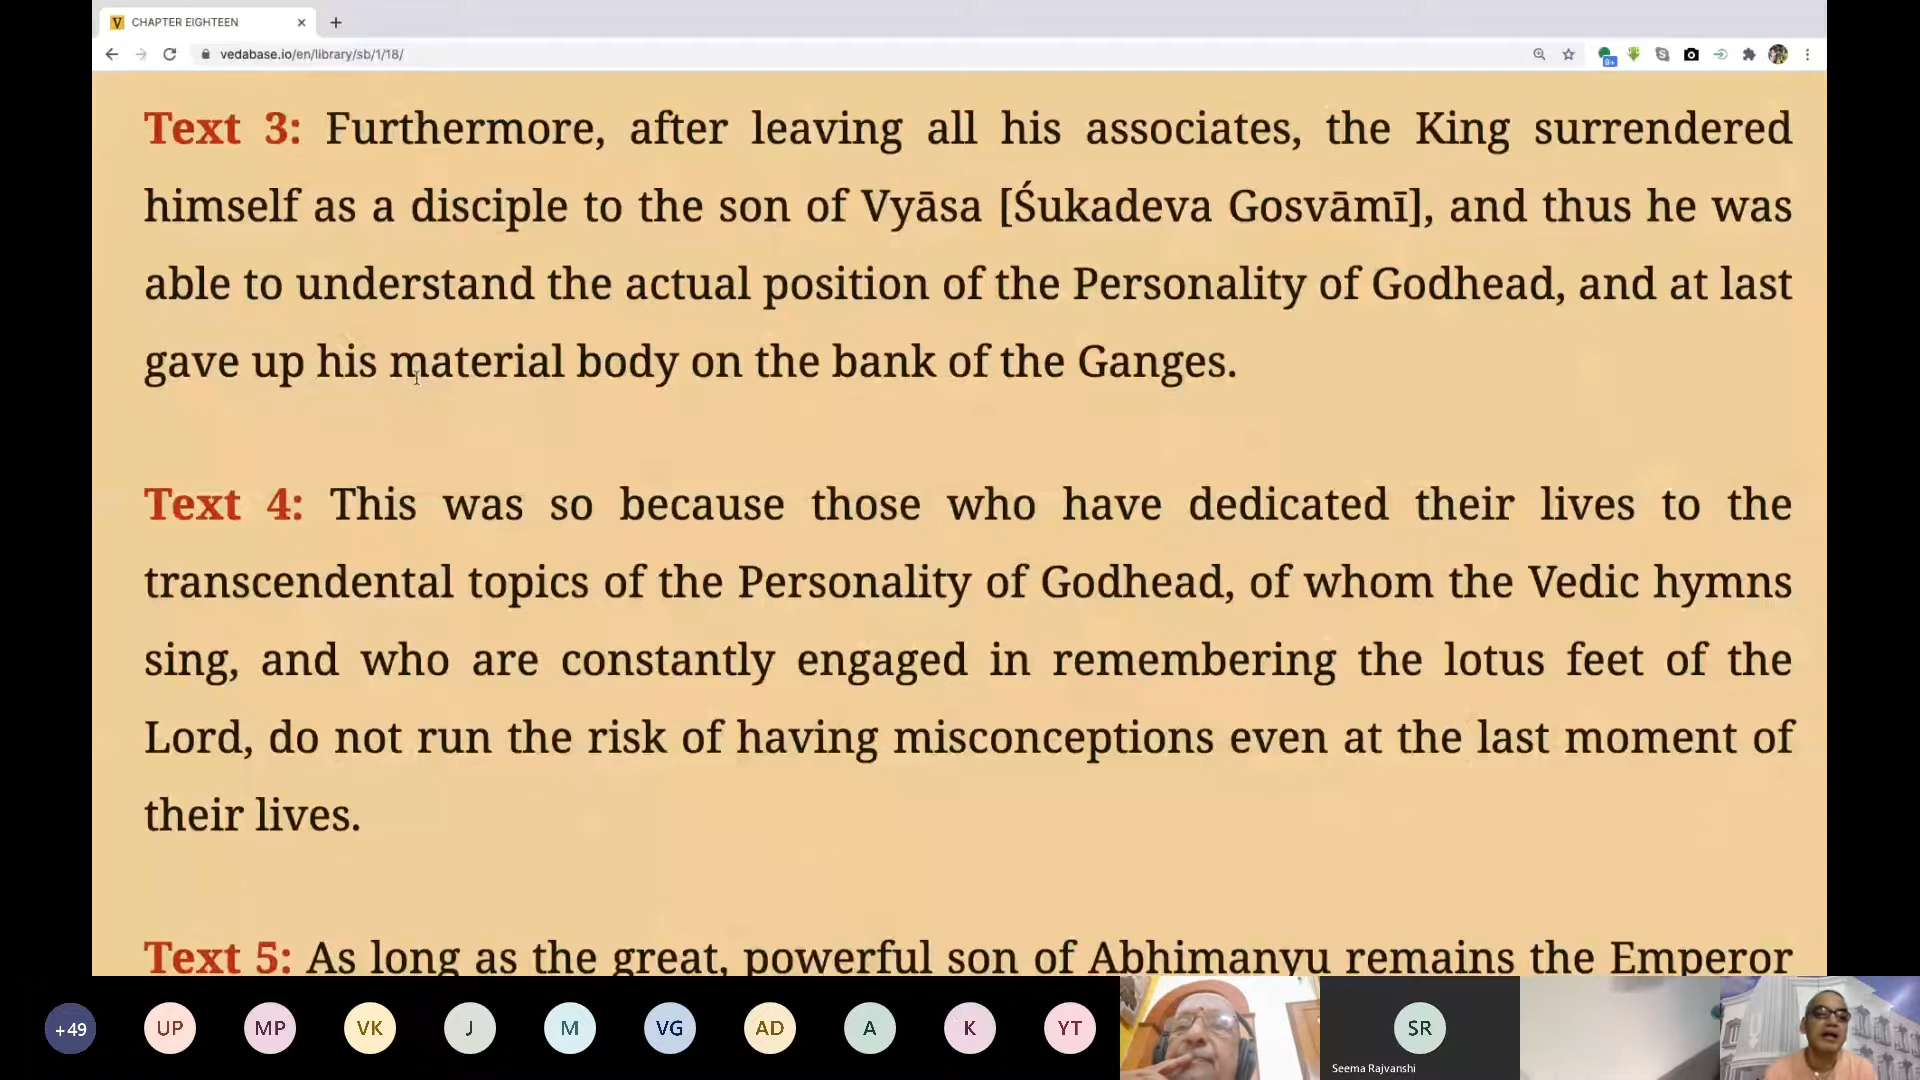 CHAPTER EIGHTEEN
vedabase.io/en/library/sb/1/18/
9+
Text 3: Furthermore, after leaving all his associates, the King surrendered
himself as a disciple to the son of Vyāsa [Śukadeva Gosvāmī], and thus he was
able to understand the actual position of the Personality of Godhead, and at last
gave up his material body on the bank of the Ganges.
Text 4: This was so because those who have dedicated their lives to the
transcendental topics of the Personality of Godhead, of whom the Vedic hymns
sing, and who are constantly engaged in remembering the lotus feet of the
Lord, do not run the risk of having misconceptions even at the last moment of
their lives.
Text 5: As long as the great, powerful son of Abhimanyu remains the Emperor
+49 UP MP VK J M VG AD A K YT SR
Seema Rajvanshi